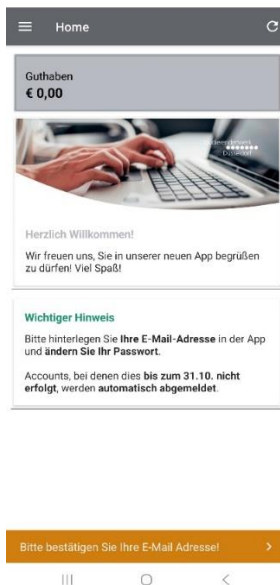 Home
Guthaben
€ 0,00
Herzlich Willkommen!
Wir freuen uns, Sie in unserer neuen App begrüßen
zu dürfen! Viel Spaß!
Wichtiger Hinweis
Bitte hinterlegen Sie Ihre E-Mail-Adresse in der App
und ändern Sie Ihr Passwort.
Accounts, bei denen dies bis zum 31.10. nicht
erfolgt, werden automatisch abgemeldet.
Bitte bestätigen Sie Ihre E-Mail Adresse!